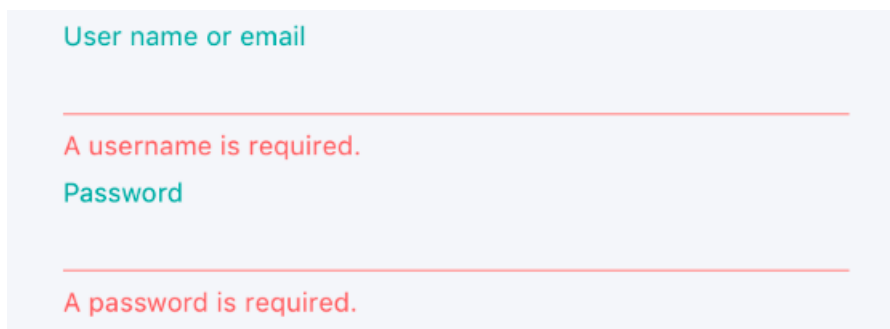 User name or email
A username is required.
Password
A password is required.